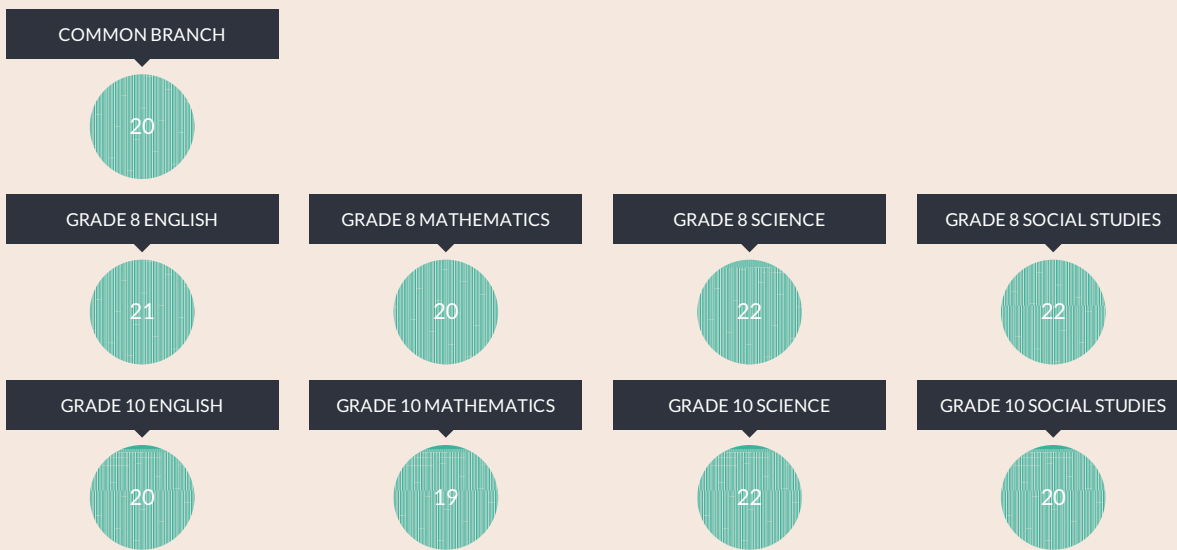 COMMON BRANCH
20
GRADE 8 ENGLISH
GRADE 8 MATHEMATICS
GRADE 8 SCIENCE
GRADE 8 SOCIAL STUDIES
21
20
22
22
GRADE 10 ENGLISH
GRADE 10 MATHEMATICS
GRADE 10 SCIENCE
GRADE 10 SOCIAL STUDIES
20
19
22
20